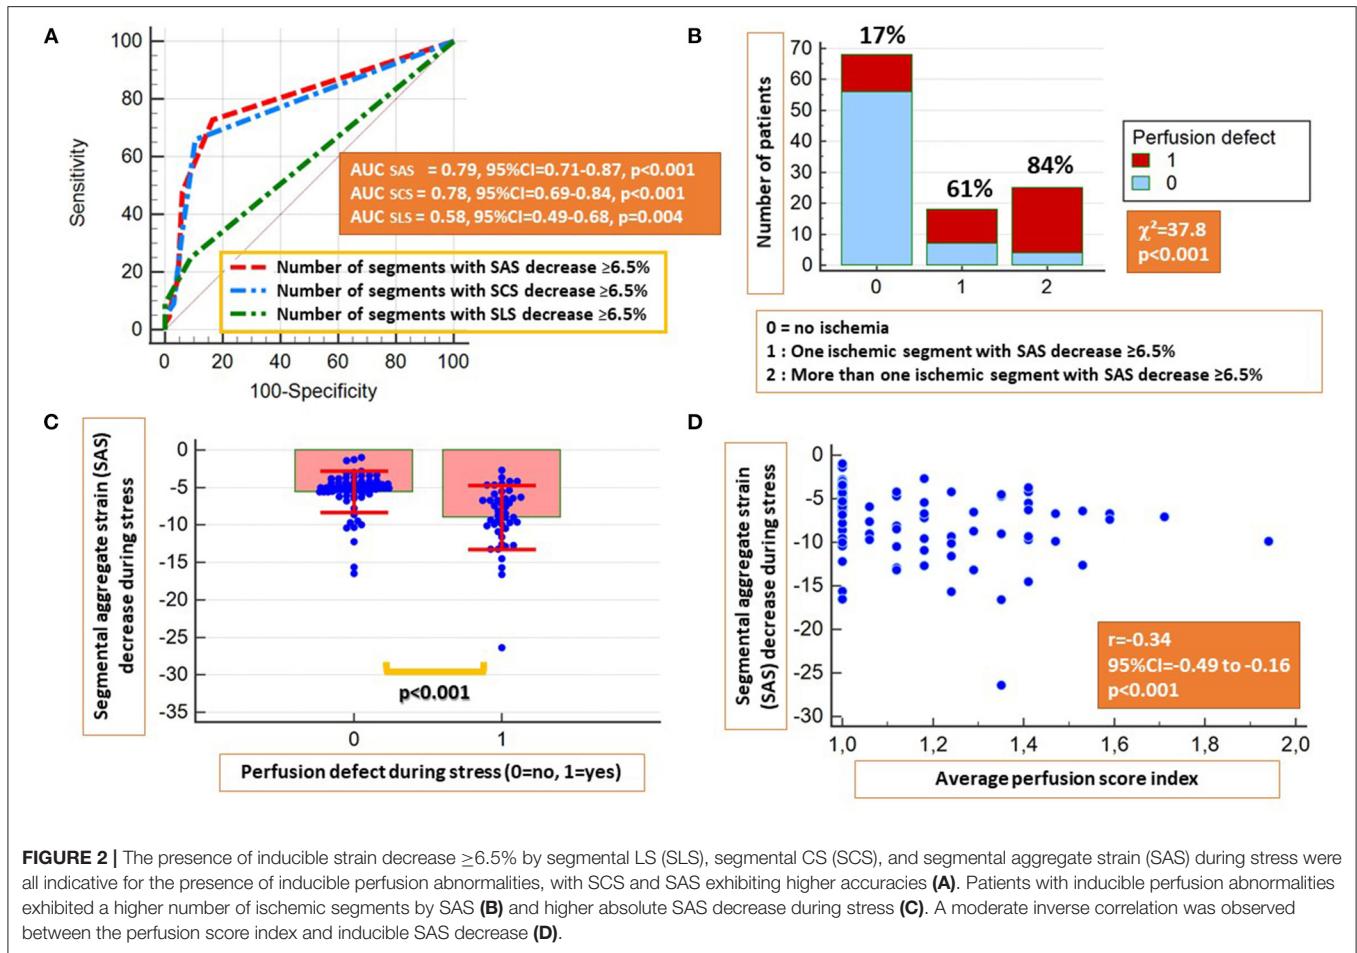 A
100
80
60
40
20
0
Sensitivity
0 20 40 60 80 100
100-Specificity
AUC SAS = 0.79, 95%CI=0.71-0.87, p<0.001
AUC SCS = 0.78, 95%CI=0.69-0.84, p<0.001
AUC SLS = 0.58, 95%CI=0.49-0.68, p=0.004
Number of segments with SAS decrease ≥6.5%
Number of segments with SCS decrease ≥6.5%
Number of segments with SLS decrease ≥6.5%
B
Number of patients
70
60
50
40
30
20
10
0
17%
61%
84%
0 1 2
Perfusion defect
1
0
χ²=37.8
p<0.001
0 = no ischemia
1 : One ischemic segment with SAS decrease ≥6.5%
2 : More than one ischemic segment with SAS decrease ≥6.5%
C
Segmental aggregate strain (SAS)
decrease during stress
0
-5
-10
-15
-20
-25
-30
-35
p<0.001
0 1
Perfusion defect during stress (0=no, 1=yes)
D
Segmental aggregate strain
(SAS) decrease during stress
0
-5
-10
-15
-20
-25
-30
r=-0.34
95%CI=-0.49 to -0.16
p<0.001
1,0 1,2 1,4 1,6 1,8 2,0
Average perfusion score index
FIGURE 2 | The presence of inducible strain decrease ≥6.5% by segmental LS (SLS), segmental CS (SCS), and segmental aggregate strain (SAS) during stress were
all indicative for the presence of inducible perfusion abnormalities, with SCS and SAS exhibiting higher accuracies (A). Patients with inducible perfusion abnormalities
exhibited a higher number of ischemic segments by SAS (B) and higher absolute SAS decrease during stress (C). A moderate inverse correlation was observed
between the perfusion score index and inducible SAS decrease (D).